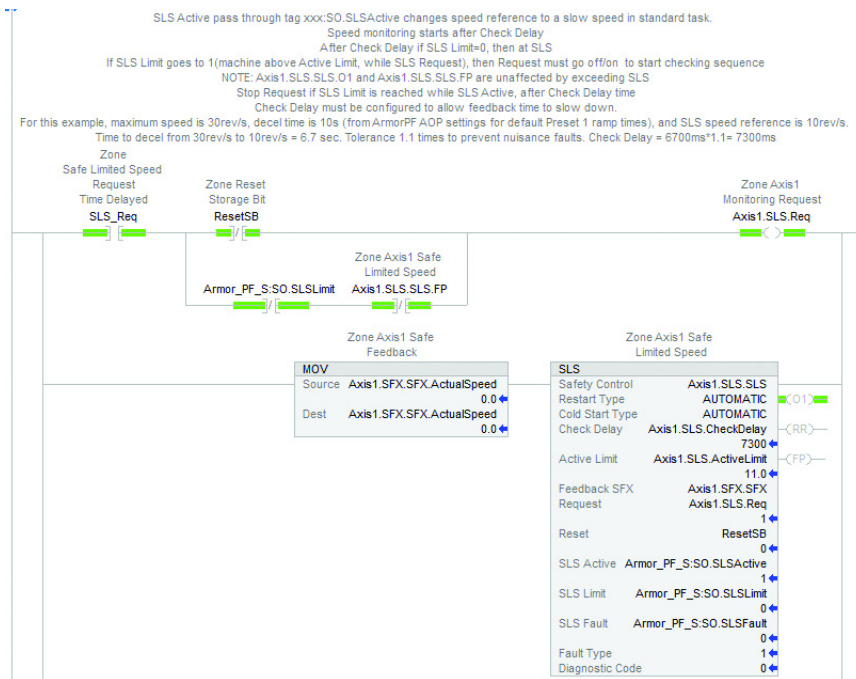 SLS Active pass through tag xxx:SO.SLSActive changes speed reference to a slow speed in standard task.
Speed monitoring starts after Check Delay
After Check Delay if SLS Limit=0, then at SLS
If SLS Limit goes to 1(machine above Active Limit, while SLS Request), then Request must go off/on to start checking sequence
NOTE: Axis1.SLS.SLS.O1 and Axis1.SLS.SLS.FP are unaffected by exceeding SLS
Stop Request if SLS Limit is reached while SLS Active, after Check Delay time
Check Delay must be configured to allow feedback time to slow down.
For this example, maximum speed is 30rev/s, decel time is 10s (from ArmorPF AOP settings for default Preset 1 ramp times), and SLS speed reference is 10rev/s.
Time to decel from 30rev/s to 10rev/s = 6.7 sec. Tolerance 1.1 times to prevent nuisance faults. Check Delay = 6700ms*1.1= 7300ms
Zone
Safe Limited Speed
Request
Time Delayed
SLS_Req
Zone Reset
Storage Bit
ResetSB
Zone Axis1
Monitoring Request
Axis1.SLS.Req
Armor_PF_S:SO.SLSLimit
Zone Axis1 Safe
Limited Speed
Axis1.SLS.SLS.FP
Zone Axis1 Safe
Feedback
MOV
Source Axis1.SFX.SFX.ActualSpeed
0.0
Dest Axis1.SFX.SFX.ActualSpeed
0.0
Zone Axis1 Safe
Limited Speed
SLS
Safety Control Axis1.SLS.SLS
Restart Type AUTOMATIC (O1)
Cold Start Type AUTOMATIC
Check Delay Axis1.SLS.CheckDelay (RR)
7300
Active Limit Axis1.SLS.ActiveLimit (FP)
11.0
Feedback SFX Axis1.SFX.SFX
Request Axis1.SLS.Req
1
Reset ResetSB
0
SLS Active Armor_PF_S:SO.SLSActive
1
SLS Limit Armor_PF_S:SO.SLSLimit
0
SLS Fault Armor_PF_S:SO.SLSFault
0
Fault Type 1
Diagnostic Code 0